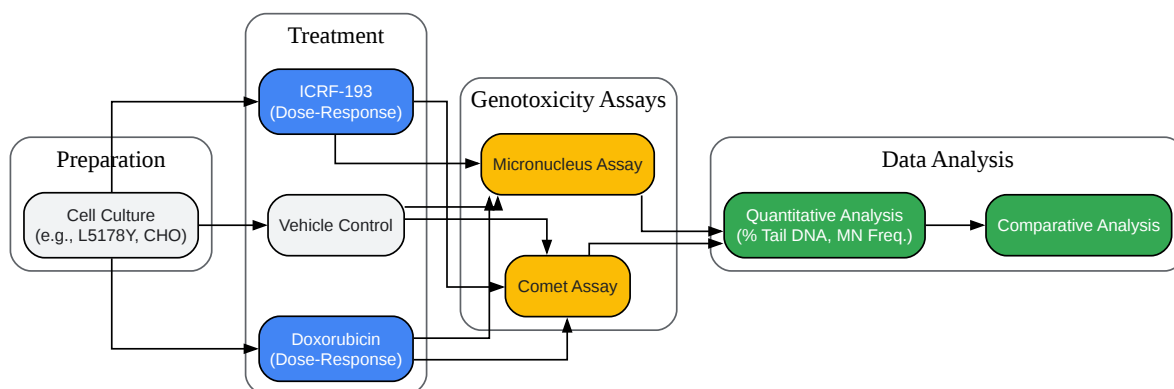 Preparation
Cell Culture
(e.g., L5178Y, CHO)
Treatment
ICRF-193
(Dose-Response)
Vehicle Control
Doxorubicin
(Dose-Response)
Genotoxicity Assays
Micronucleus Assay
Comet Assay
Data Analysis
Quantitative Analysis
(% Tail DNA, MN Freq.)
Comparative Analysis